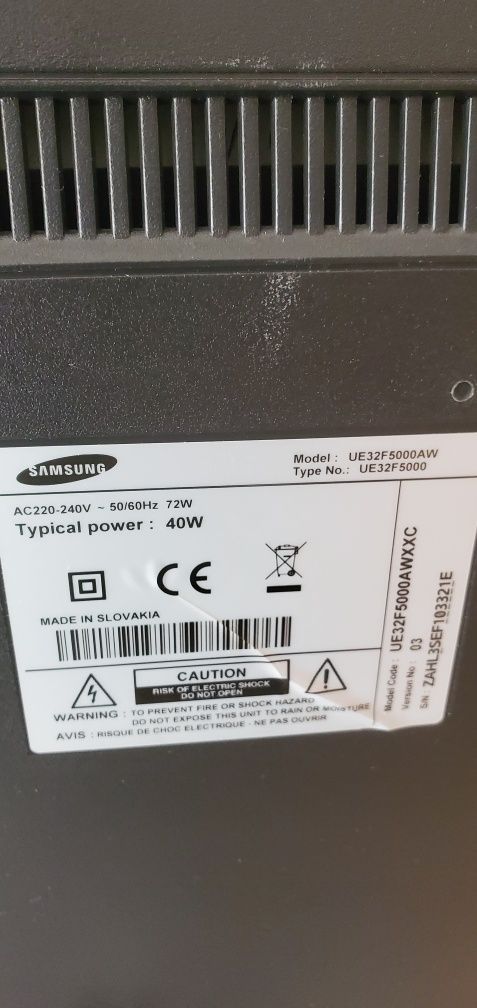 SAMSUNG
Model : UE32F5000AW
Type No.: UE32F5000
AC220-240V ~ 50/60Hz 72W
Typical power : 40W
CE
MADE IN SLOVAKIA
CAUTION
RISK OF ELECTRIC SHOCK
DO NOT OPEN
WARNING : TO PREVENT FIRE OR SHOCK HAZARD
DO NOT EXPOSE THIS UNIT TO RAIN OR MOISTURE
AVIS : RISQUE DE CHOC ELECTRIQUE - NE PAS OUVRIR
Model Code : UE32F5000AWXXC
Version No : 03
S/N : ZAHL3SEF103321E